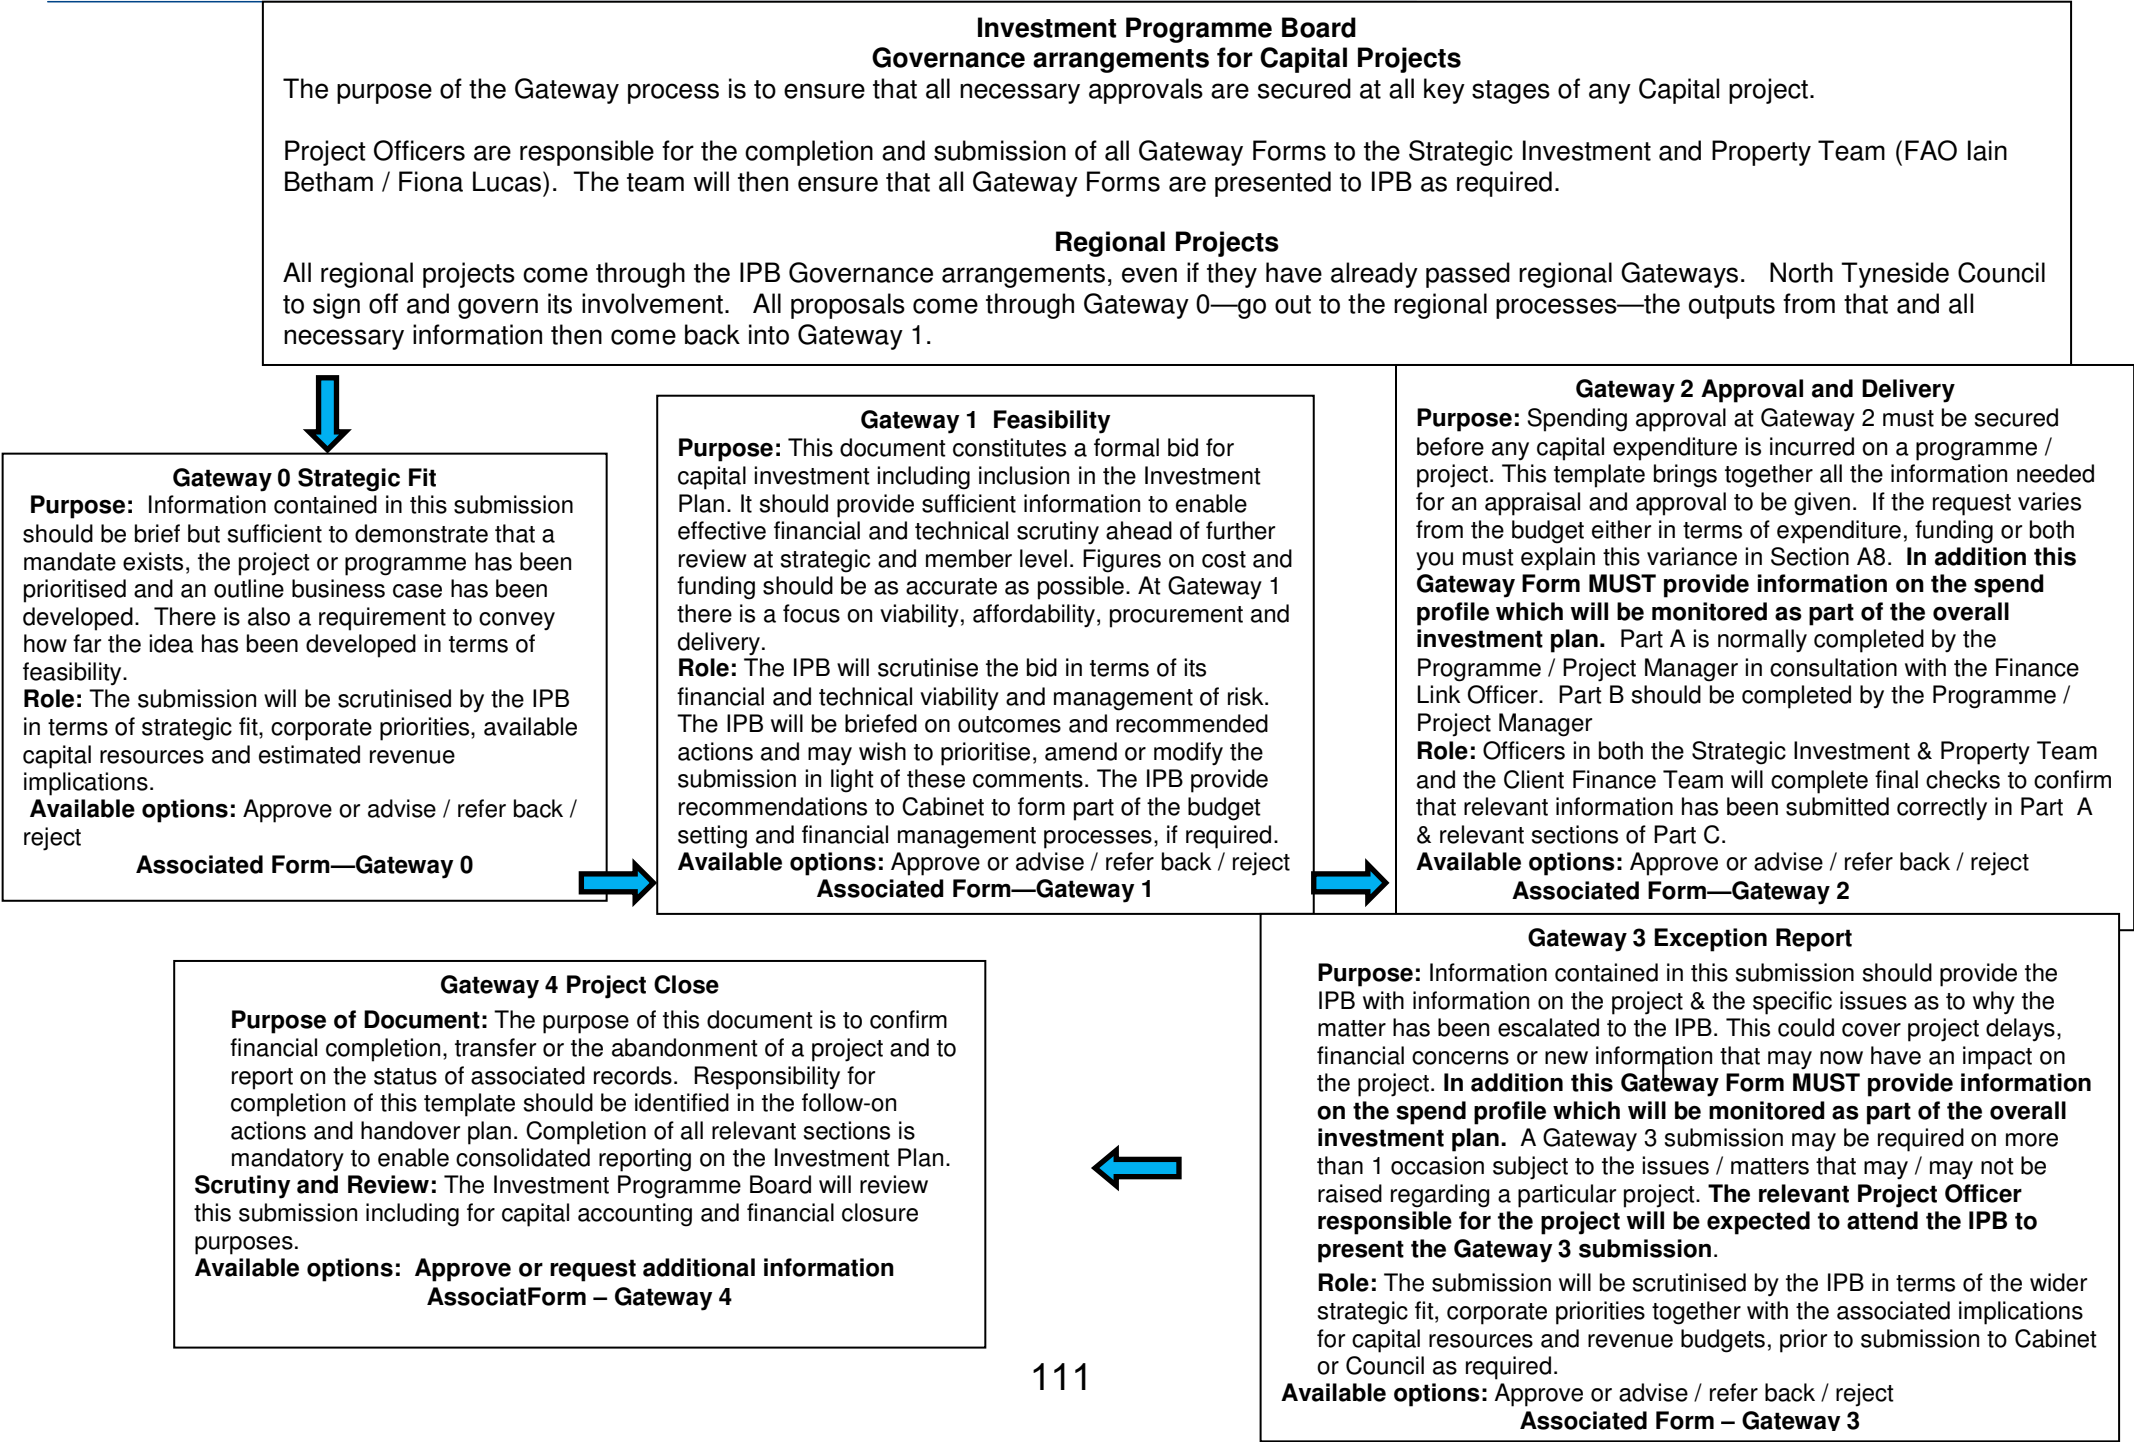 Investment Programme Board
Governance arrangements for Capital Projects
The purpose of the Gateway process is to ensure that all necessary approvals are secured at all key stages of any Capital project.
Project Officers are responsible for the completion and submission of all Gateway Forms to the Strategic Investment and Property Team (FAO Iain
Betham / Fiona Lucas).  The team will then ensure that all Gateway Forms are presented to IPB as required.
Regional Projects
All regional projects come through the IPB Governance arrangements, even if they have already passed regional Gateways.   North Tyneside Council
to sign off and govern its involvement.   All proposals come through Gateway 0—go out to the regional processes—the outputs from that and all
necessary information then come back into Gateway 1.
Gateway 0 Strategic Fit
Purpose:  Information contained in this submission
should be brief but sufficient to demonstrate that a
mandate exists, the project or programme has been
prioritised and an outline business case has been
developed.  There is also a requirement to convey
how far the idea has been developed in terms of
feasibility.
Role: The submission will be scrutinised by the IPB
in terms of strategic fit, corporate priorities, available
capital resources and estimated revenue
implications.
Available options: Approve or advise / refer back /
reject
Associated Form—Gateway 0
Gateway 1  Feasibility
Purpose: This document constitutes a formal bid for
capital investment including inclusion in the Investment
Plan. It should provide sufficient information to enable
effective financial and technical scrutiny ahead of further
review at strategic and member level. Figures on cost and
funding should be as accurate as possible. At Gateway 1
there is a focus on viability, affordability, procurement and
delivery.
Role: The IPB will scrutinise the bid in terms of its
financial and technical viability and management of risk.
The IPB will be briefed on outcomes and recommended
actions and may wish to prioritise, amend or modify the
submission in light of these comments. The IPB provide
recommendations to Cabinet to form part of the budget
setting and financial management processes, if required.
Available options: Approve or advise / refer back / reject
Associated Form—Gateway 1
Gateway 2 Approval and Delivery
Purpose: Spending approval at Gateway 2 must be secured
before any capital expenditure is incurred on a programme /
project. This template brings together all the information needed
for an appraisal and approval to be given.  If the request varies
from the budget either in terms of expenditure, funding or both
you must explain this variance in Section A8.  In addition this
Gateway Form MUST provide information on the spend
profile which will be monitored as part of the overall
investment plan.  Part A is normally completed by the
Programme / Project Manager in consultation with the Finance
Link Officer.  Part B should be completed by the Programme /
Project Manager
Role: Officers in both the Strategic Investment & Property Team
and the Client Finance Team will complete final checks to confirm
that relevant information has been submitted correctly in Part  A
& relevant sections of Part C.
Available options: Approve or advise / refer back / reject
Associated Form—Gateway 2
Gateway 3 Exception Report
Purpose: Information contained in this submission should provide the
IPB with information on the project & the specific issues as to why the
matter has been escalated to the IPB. This could cover project delays,
financial concerns or new information that may now have an impact on
the project. In addition this Gateway Form MUST provide information
on the spend profile which will be monitored as part of the overall
investment plan.  A Gateway 3 submission may be required on more
than 1 occasion subject to the issues / matters that may / may not be
raised regarding a particular project. The relevant Project Officer
responsible for the project will be expected to attend the IPB to
present the Gateway 3 submission.
Role: The submission will be scrutinised by the IPB in terms of the wider
strategic fit, corporate priorities together with the associated implications
for capital resources and revenue budgets, prior to submission to Cabinet
or Council as required.
Available options: Approve or advise / refer back / reject
Associated Form – Gateway 3
Gateway 4 Project Close
Purpose of Document: The purpose of this document is to confirm
financial completion, transfer or the abandonment of a project and to
report on the status of associated records.  Responsibility for
completion of this template should be identified in the follow-on
actions and handover plan. Completion of all relevant sections is
mandatory to enable consolidated reporting on the Investment Plan.
Scrutiny and Review: The Investment Programme Board will review
this submission including for capital accounting and financial closure
purposes.
Available options:  Approve or request additional information
AssociatForm – Gateway 4
111